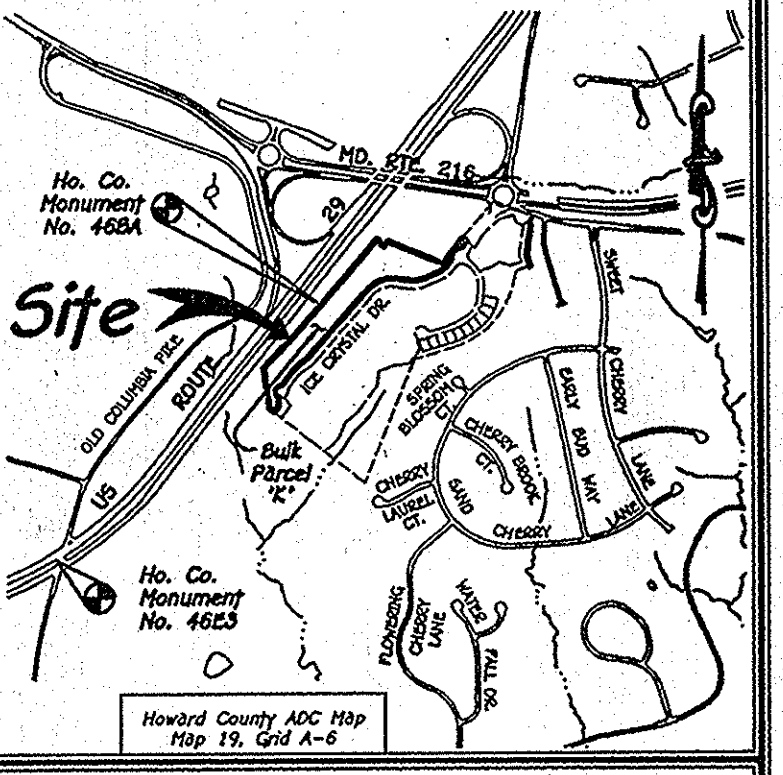 MD. RTE. 216
29
Ho. Co.
Monument
No. 46BA
Site
ICE CRYSTAL DR.
OLD COLUMBIA PIKE
US ROUTE
SWEET CHERRY LANE
SPRING
BLOSSOM
CT.
EARLY BUD WAY
CHERRY BROOK
CT.
Bulk
Parcel
"K"
CHERRY
LAUREL
CT.
SAND CHERRY LANE
Ho. Co.
Monument
No. 46E3
FLOWERING
CHERRY
LANE
WATER FALL DR.
Howard County ADC Map
Map 19, Grid A-6